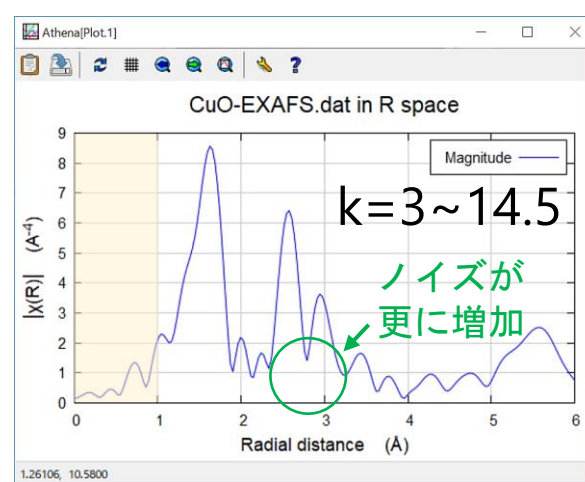 Athena[Plot.1]
CuO-EXAFS.dat in R space
Magnitude
k=3~14.5
ノイズが
更に増加
|χ(R)| (A⁻⁴)
9
8
7
6
5
4
3
2
1
0
0 1 2 3 4 5 6
Radial distance (Å)
1.26106, 10.5800